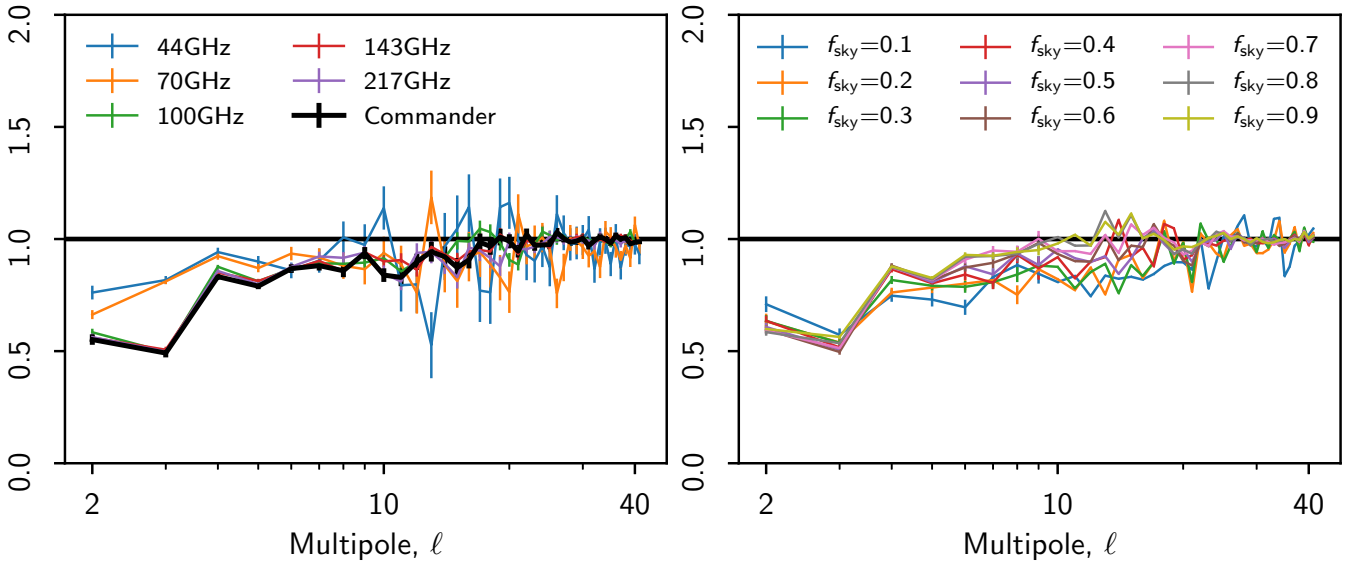 2.0
1.5
1.0
0.5
0.0
44GHz
70GHz
100GHz
143GHz
217GHz
Commander
2
10
40
Multipole, ℓ
2.0
1.5
1.0
0.5
0.0
fsky=0.1
fsky=0.2
fsky=0.3
fsky=0.4
fsky=0.5
fsky=0.6
fsky=0.7
fsky=0.8
fsky=0.9
2
10
40
Multipole, ℓ